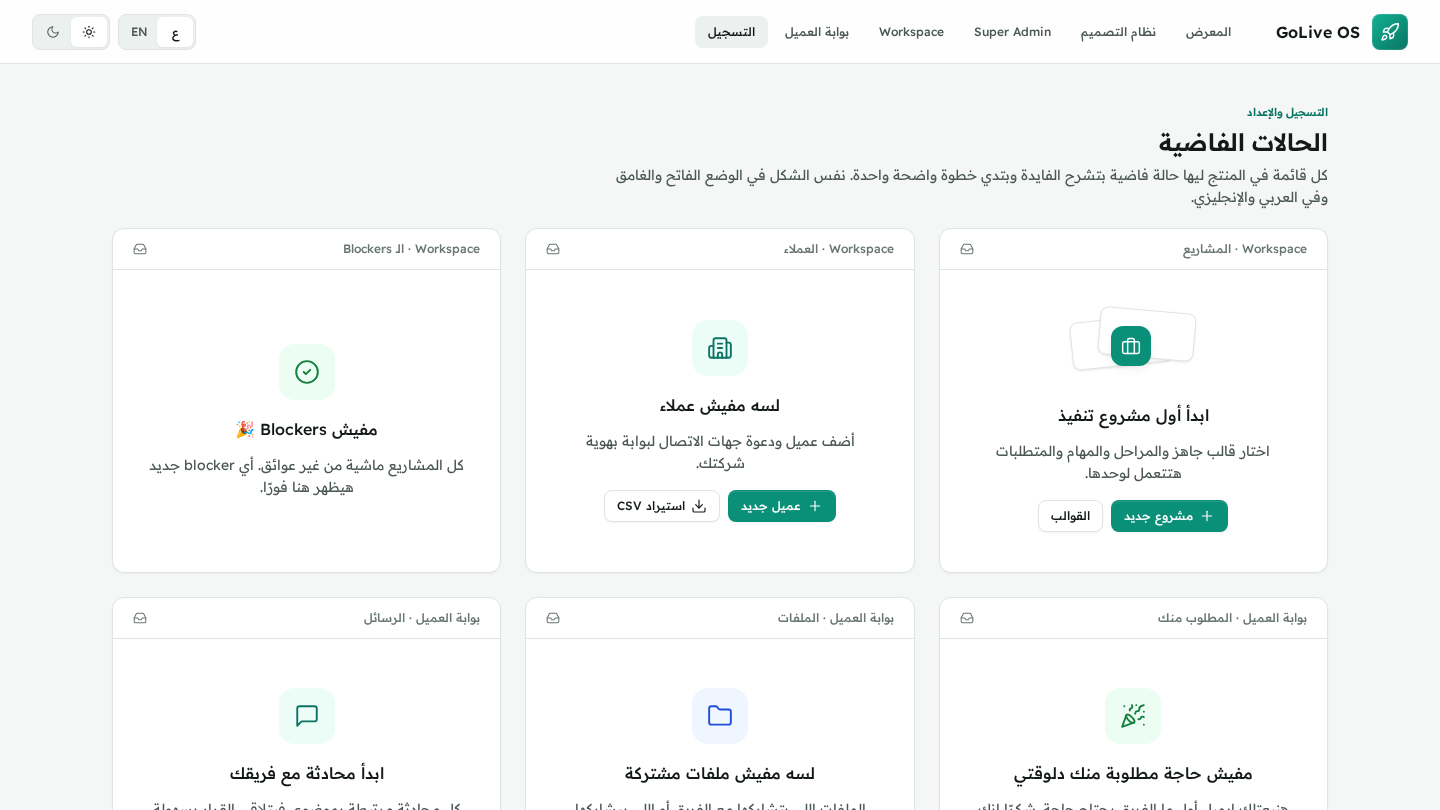 GoLive OS
المعرض
نظام التصميم
Super Admin
Workspace
بوابة العميل
التسجيل
ع
EN
التسجيل والإعداد
الحالات الفاضية
كل قائمة في المنتج ليها حالة فاضية بتشرح الفايدة وبتدي خطوة واضحة واحدة. نفس الشكل في الوضع الفاتح والغامق
وفي العربي والإنجليزي.
Workspace · المشاريع
ابدأ أول مشروع تنفيذ
اختار قالب جاهز والمراحل والمهام والمتطلبات
هتتعمل لوحدها.
مشروع جديد
القوالب
Workspace · العملاء
لسه مفيش عملاء
أضف عميل ودعوة جهات الاتصال لبوابة بهوية
شركتك.
عميل جديد
استيراد CSV
Workspace · الـ Blockers
مفيش Blockers 🎉
كل المشاريع ماشية من غير عوائق. أي blocker جديد
هيظهر هنا فورًا.
بوابة العميل · المطلوب منك
مفيش حاجة مطلوبة منك دلوقتي
بوابة العميل · الملفات
لسه مفيش ملفات مشتركة
بوابة العميل · الرسائل
ابدأ محادثة مع فريقك